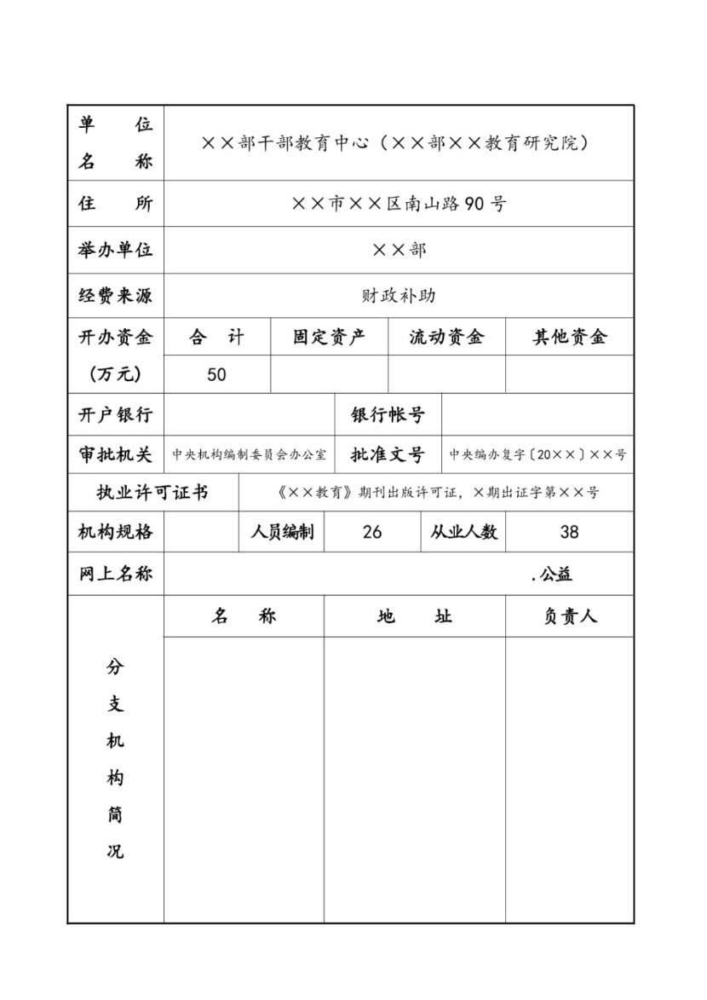 单 位
名 称
××部干部教育中心（××部××教育研究院）
住 所 ××市××区南山路 90 号
举办单位 ××部
经费来源 财政补助
开办资金
(万元)
合 计 固定资产 流动资金 其他资金
50
开户银行 银行帐号
审批机关 中央机构编制委员会办公室 批准文号 中央编办复字〔20××〕××号
执业许可证书 《××教育》期刊出版许可证，×期出证字第××号
机构规格 人员编制 26 从业人数 38
网上名称 .公益
名 称 地 址 负责人
分
支
机
构
简
况